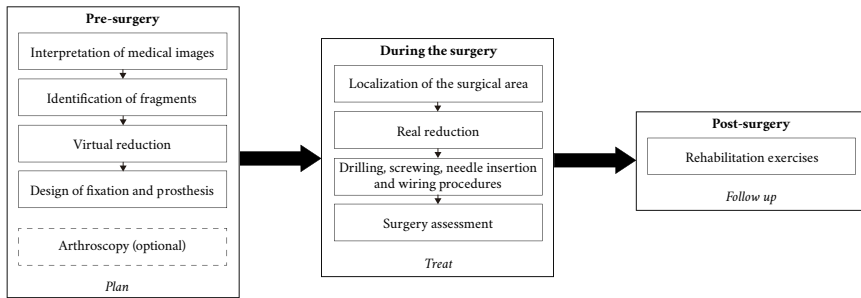 Pre-surgery
Interpretation of medical images
Identification of fragments
Virtual reduction
Design of fixation and prosthesis
Arthroscopy (optional)
Plan
During the surgery
Localization of the surgical area
Real reduction
Drilling, screwing, needle insertion
and wiring procedures
Surgery assessment
Treat
Post-surgery
Rehabilitation exercises
Follow up